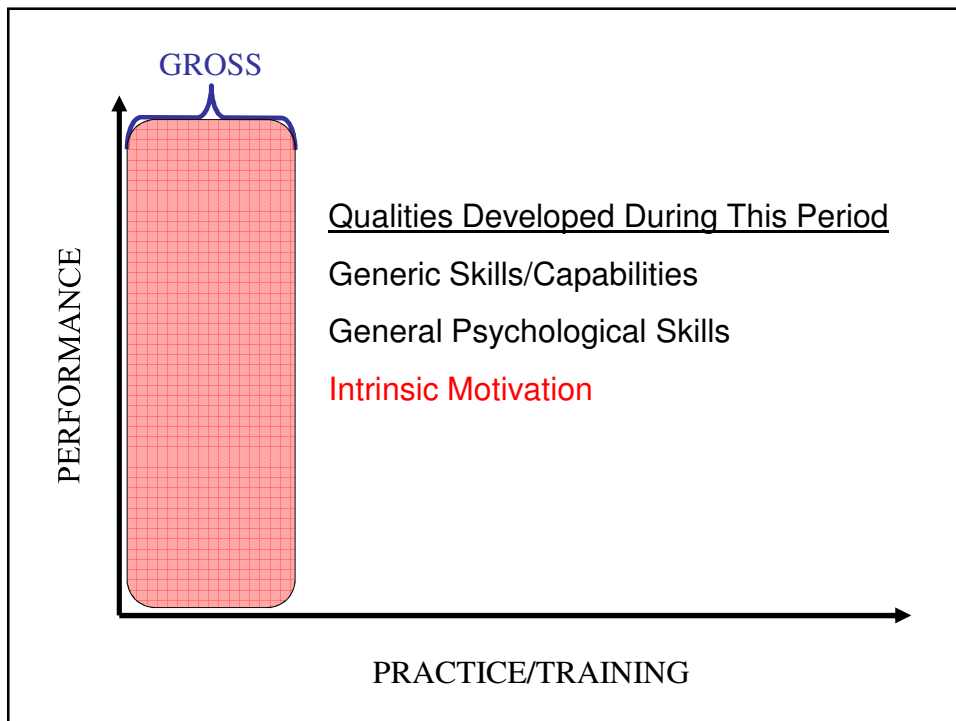 GROSS
PERFORMANCE
Qualities Developed During This Period
Generic Skills/Capabilities
General Psychological Skills
Intrinsic Motivation
PRACTICE/TRAINING